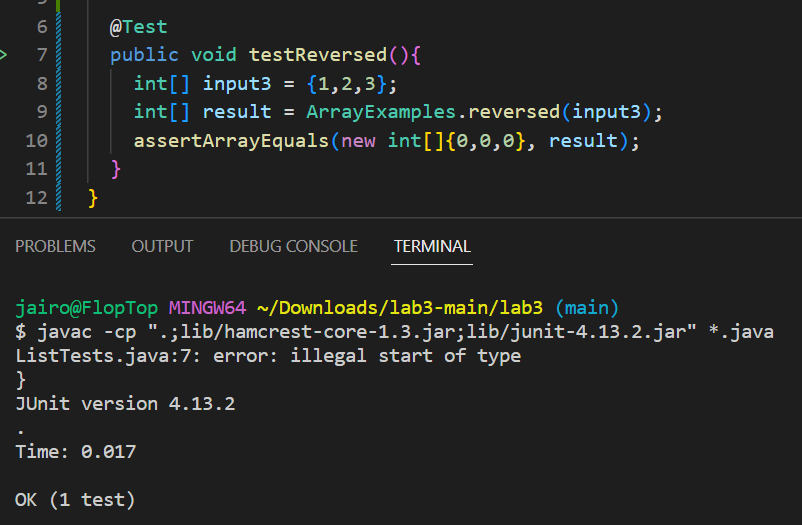 6 @Test
7 public void testReversed(){
8 int[] input3 = {1,2,3};
9 int[] result = ArrayExamples.reversed(input3);
10 assertArrayEquals(new int[]{0,0,0}, result);
11 }
12 }
PROBLEMS OUTPUT DEBUG CONSOLE TERMINAL
jairo@FlopTop MINGW64 ~/Downloads/lab3-main/lab3 (main)
$ javac -cp ".;lib/hamcrest-core-1.3.jar;lib/junit-4.13.2.jar" *.java
ListTests.java:7: error: illegal start of type
}
JUnit version 4.13.2
.
Time: 0.017
OK (1 test)